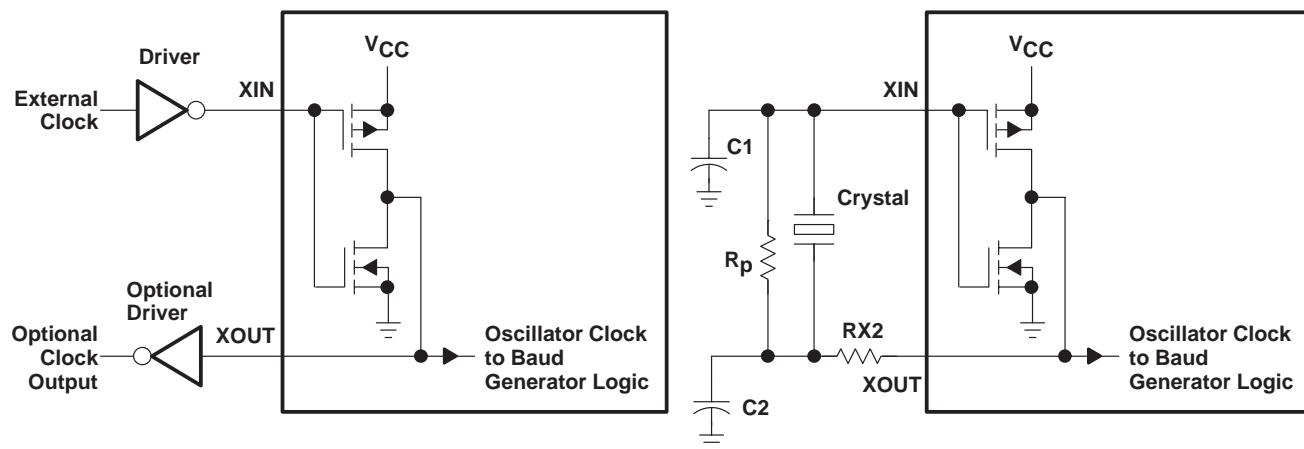 Driver
External
Clock
XIN
VCC
Optional
Driver
Optional
Clock
Output
XOUT
Oscillator Clock
to Baud
Generator Logic
VCC
XIN
C1
Crystal
Rp
RX2
XOUT
C2
Oscillator Clock
to Baud
Generator Logic